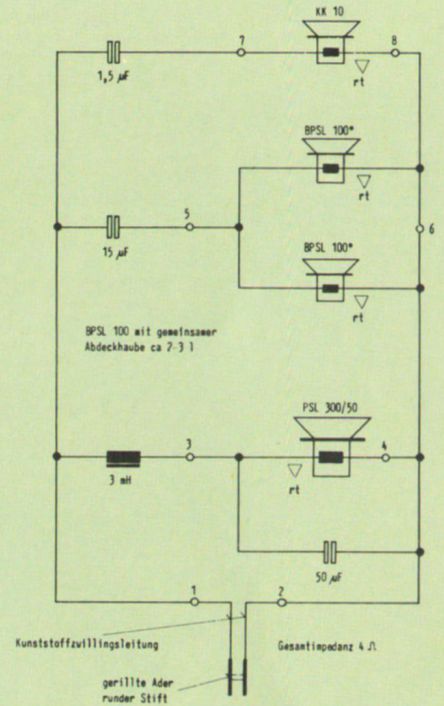 KK 10
7
8
1,5 µF
rt
BPSL 100*
rt
5
6
15 µF
BPSL 100*
rt
BPSL 100 mit gemeinsamer
Abdeckhaube ca 2-3 l
PSL 300/50
3
4
rt
3 mH
50 µF
1
2
Kunststoffzwillingsleitung
Gesamtimpedanz 4 Ω
gerillte Ader
runder Stift